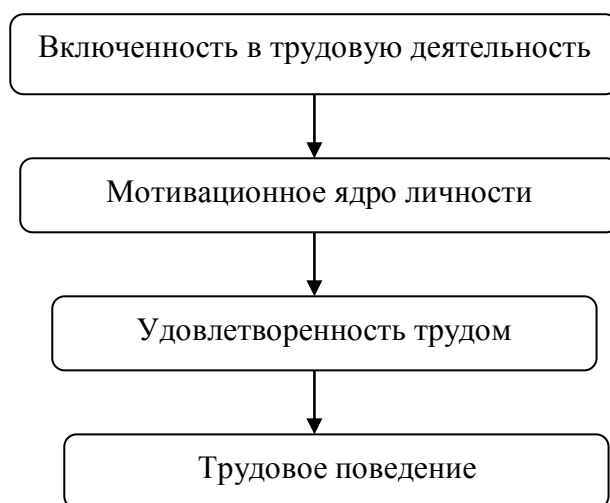 Включенность в трудовую деятельность
Мотивационное ядро личности
Удовлетворенность трудом
Трудовое поведение